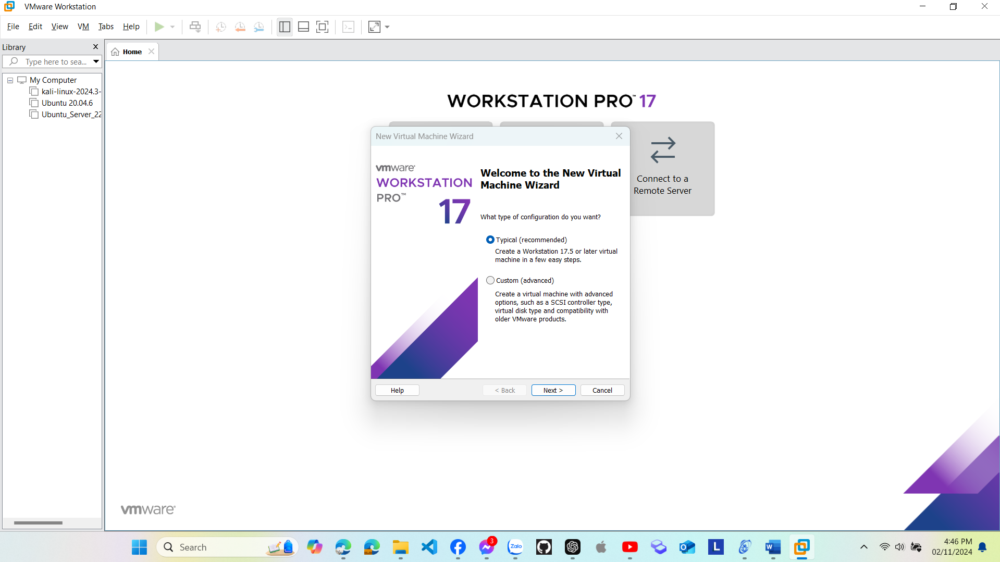 VMware Workstation
File Edit View VM Tabs Help
Library
Type here to sea...
My Computer
kali-linux-2024.3-
Ubuntu 20.04.6
Ubuntu_Server_22
Home
WORKSTATION PRO™ 17
Connect to a
Remote Server
New Virtual Machine Wizard
vmware®
WORKSTATION
PRO™
17
Welcome to the New Virtual
Machine Wizard
What type of configuration do you want?
Typical (recommended)
Create a Workstation 17.5 or later virtual
machine in a few easy steps.
Custom (advanced)
Create a virtual machine with advanced
options, such as a SCSI controller type,
virtual disk type and compatibility with
older VMware products.
Help
< Back
Next >
Cancel
vmware®
Search
3
Zalo
L
W
4:46 PM
02/11/2024